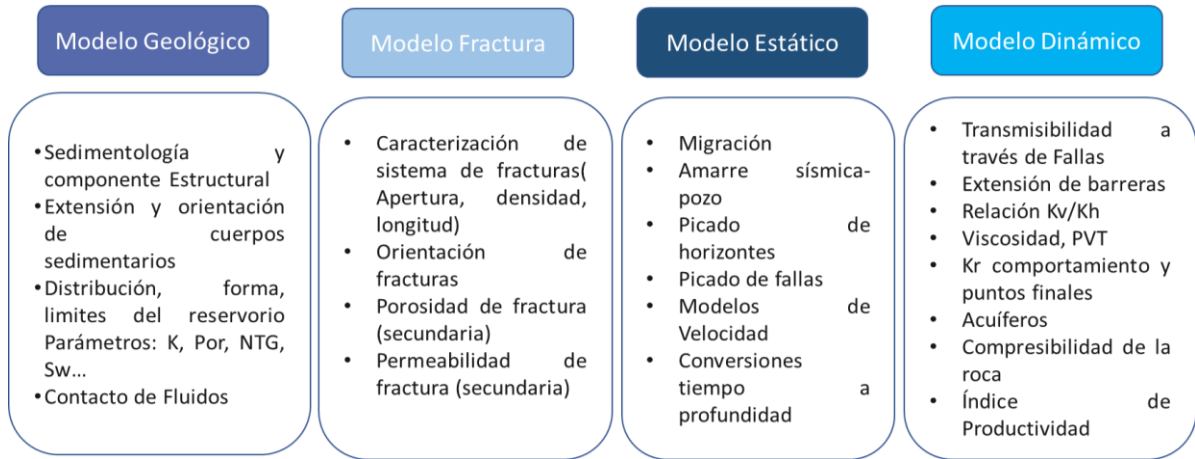 Modelo Geológico
•Sedimentología y
componente Estructural
•Extensión y orientación
de cuerpos
sedimentarios
•Distribución, forma,
limites del reservorio
Parámetros: K, Por, NTG,
Sw…
•Contacto de Fluidos
Modelo Fractura
• Caracterización de
sistema de fracturas(
Apertura, densidad,
longitud)
• Orientación de
fracturas
• Porosidad de fractura
(secundaria)
• Permeabilidad de
fractura (secundaria)
Modelo Estático
• Migración
• Amarre sísmica-
pozo
• Picado de
horizontes
• Picado de fallas
• Modelos de
Velocidad
• Conversiones
tiempo a
profundidad
Modelo Dinámico
• Transmisibilidad a
través de Fallas
• Extensión de barreras
• Relación Kv/Kh
• Viscosidad, PVT
• Kr comportamiento y
puntos finales
• Acuíferos
• Compresibilidad de la
roca
• Índice de
Productividad